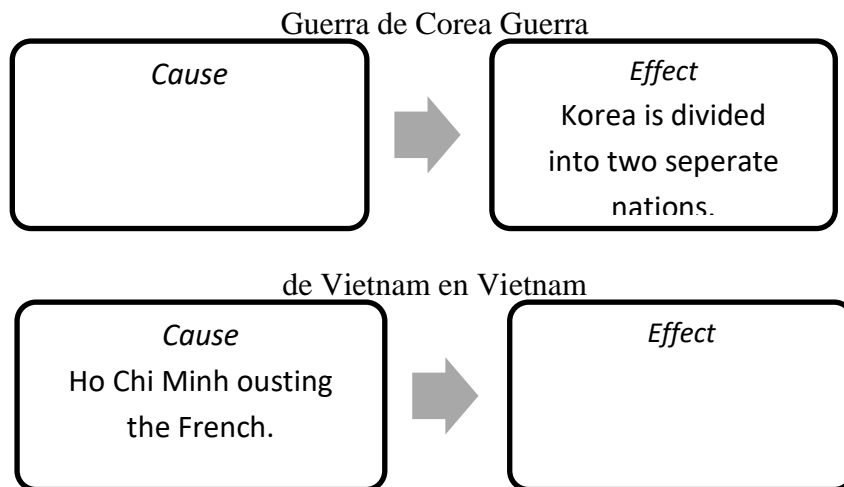 Guerra de Corea Guerra
Cause
Effect
Korea is divided
into two seperate
nations.
de Vietnam en Vietnam
Cause
Ho Chi Minh ousting
the French.
Effect